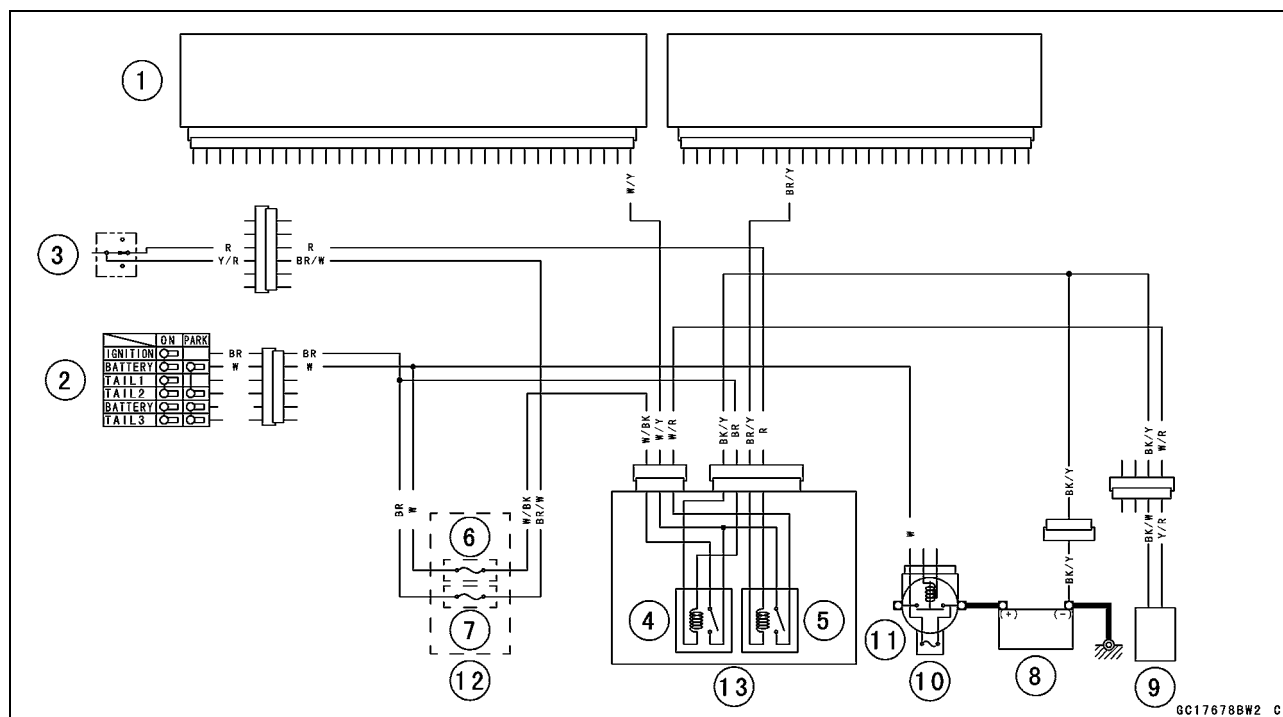 1
W/Y
BR/Y
3
R
R
Y/R
BR/W
ON PARK
IGNITION
BR
BR
BATTERY
W
W
2
TAIL1
TAIL2
BATTERY
TAIL3
W/BK
W/Y
W/R
BK/Y
BR
BR/Y
R
BK/Y
W/R
BK/Y
BR
W
W/BK
BR/W
BK/W
Y/R
W
BK/Y
6
7
4
5
(+)
(-)
11
12
13
10
8
9
GC17678BW2 C